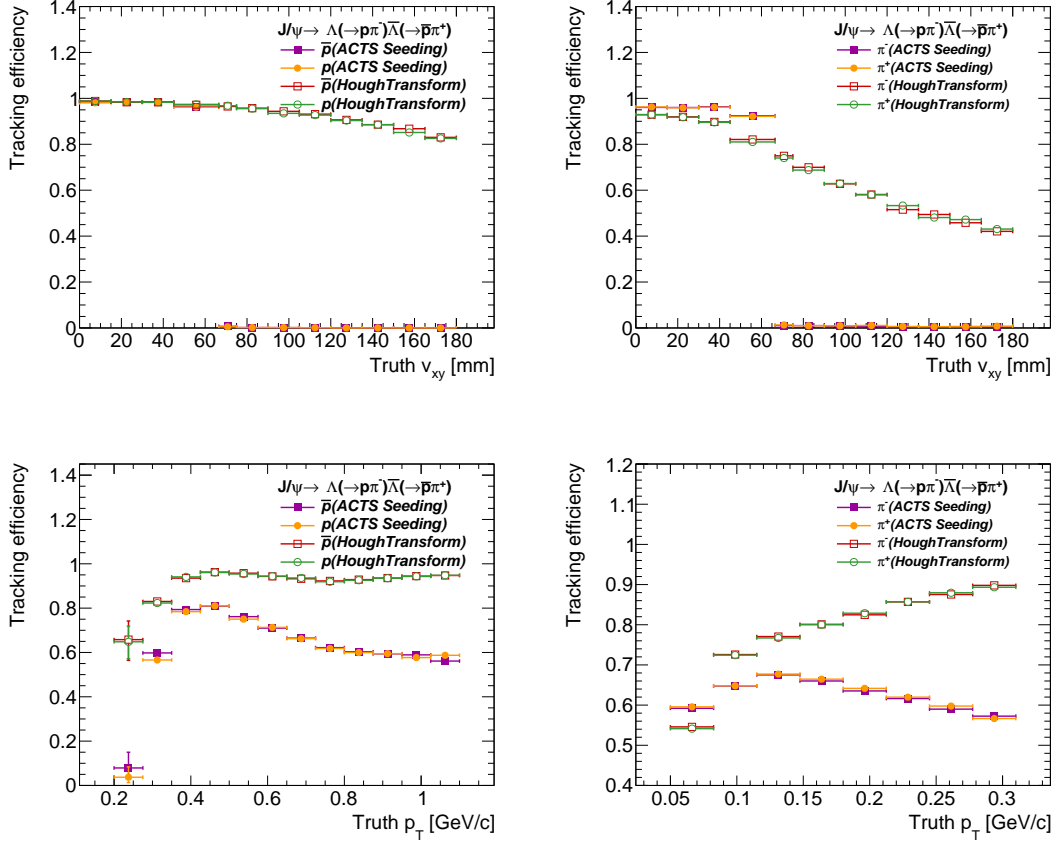 J/ψ→ Λ(→pπ⁻)Λ̅(→p̅π⁺)
p̅(ACTS Seeding)
p(ACTS Seeding)
p̅(HoughTransform)
p(HoughTransform)
Tracking efficiency
1.4
1.2
1
0.8
0.6
0.4
0.2
0
0 20 40 60 80 100 120 140 160 180
Truth v_xy [mm]
J/ψ→ Λ(→pπ⁻)Λ̅(→p̅π⁺)
π⁻(ACTS Seeding)
π⁺(ACTS Seeding)
π⁻(HoughTransform)
π⁺(HoughTransform)
Tracking efficiency
1.4
1.2
1
0.8
0.6
0.4
0.2
0
0 20 40 60 80 100 120 140 160 180
Truth v_xy [mm]
J/ψ→ Λ(→pπ⁻)Λ̅(→p̅π⁺)
p̅(ACTS Seeding)
p(ACTS Seeding)
p̅(HoughTransform)
p(HoughTransform)
Tracking efficiency
1.4
1.2
1
0.8
0.6
0.4
0.2
0
0.2 0.4 0.6 0.8 1
Truth p_T [GeV/c]
J/ψ→ Λ(→pπ⁻)Λ̅(→p̅π⁺)
π⁻(ACTS Seeding)
π⁺(ACTS Seeding)
π⁻(HoughTransform)
π⁺(HoughTransform)
Tracking efficiency
1.2
1.1
1
0.9
0.8
0.7
0.6
0.5
0.4
0.05 0.1 0.15 0.2 0.25 0.3
Truth p_T [GeV/c]